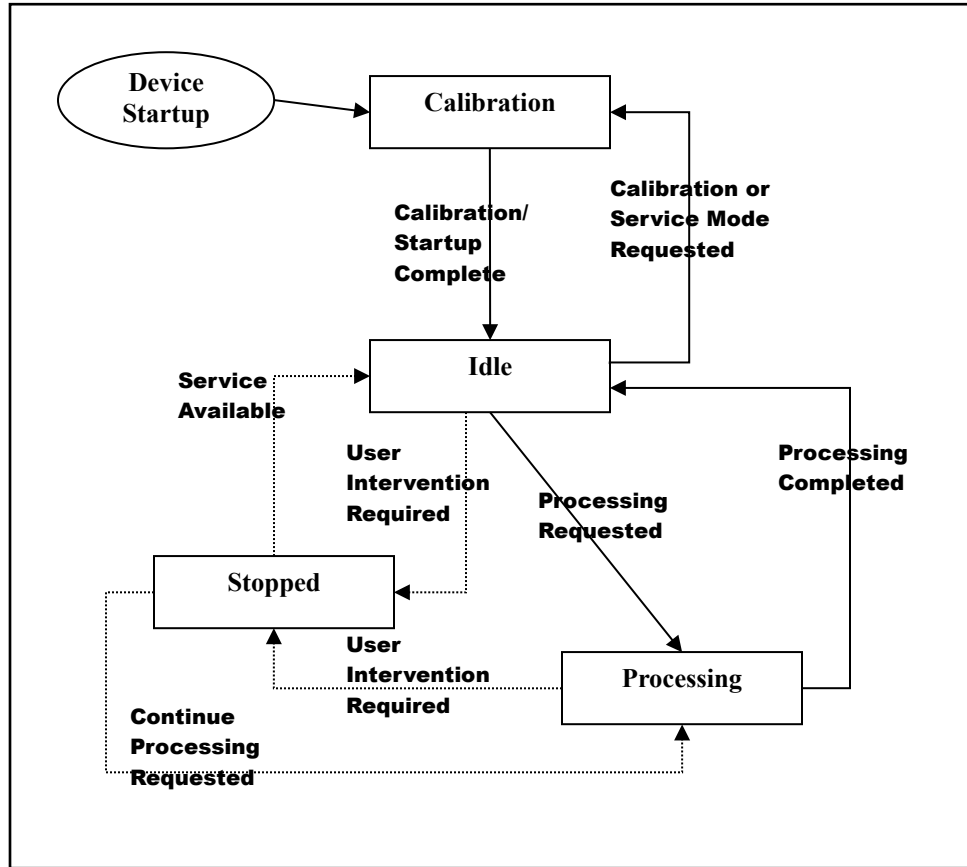 Device
Startup
Calibration
Calibration/
Startup
Complete
Calibration or
Service Mode
Requested
Idle
Service
Available
User
Intervention
Required
Processing
Requested
Processing
Completed
Stopped
User
Intervention
Required
Processing
Continue
Processing
Requested